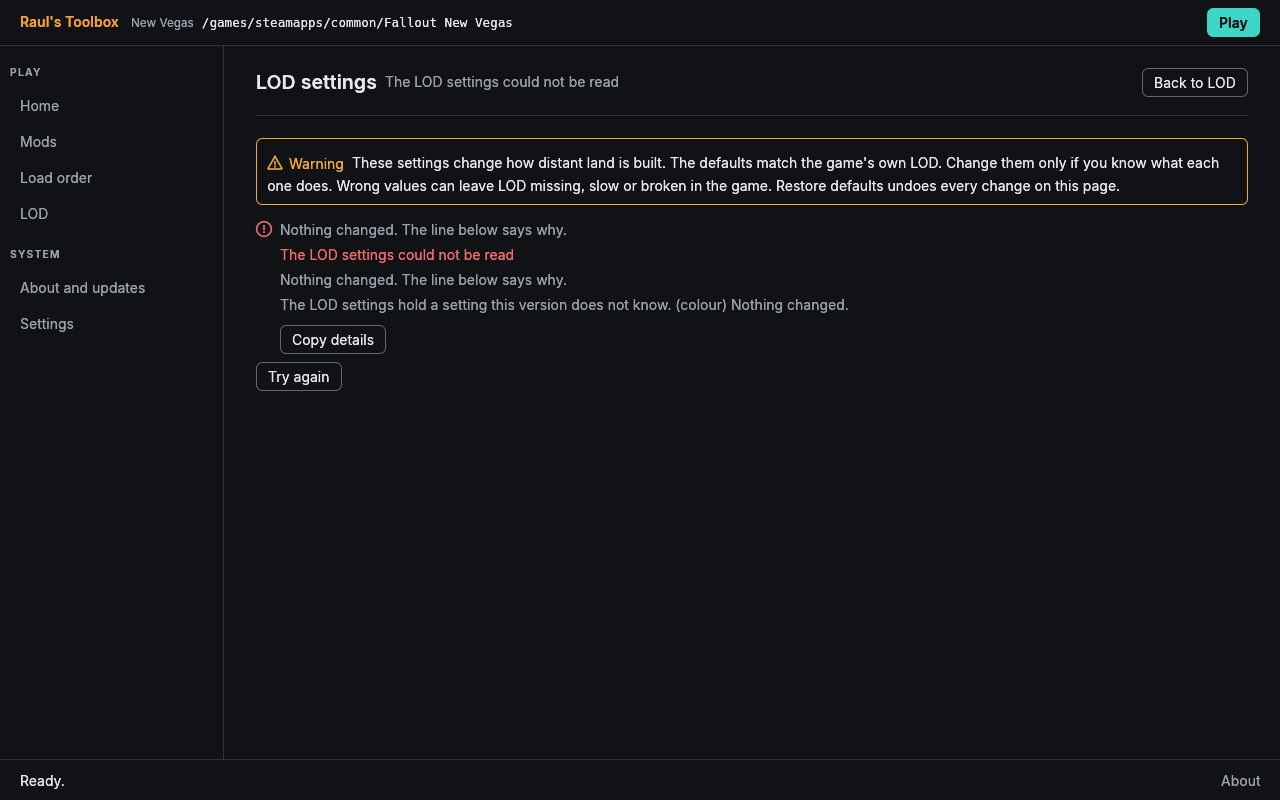 Raul's Toolbox New Vegas /games/steamapps/common/Fallout New Vegas Play
PLAY
Home
Mods
Load order
LOD
SYSTEM
About and updates
Settings
LOD settings The LOD settings could not be read Back to LOD
Warning These settings change how distant land is built. The defaults match the game's own LOD. Change them only if you know what each
one does. Wrong values can leave LOD missing, slow or broken in the game. Restore defaults undoes every change on this page.
Nothing changed. The line below says why.
The LOD settings could not be read
Nothing changed. The line below says why.
The LOD settings hold a setting this version does not know. (colour) Nothing changed.
Copy details
Try again
Ready. About